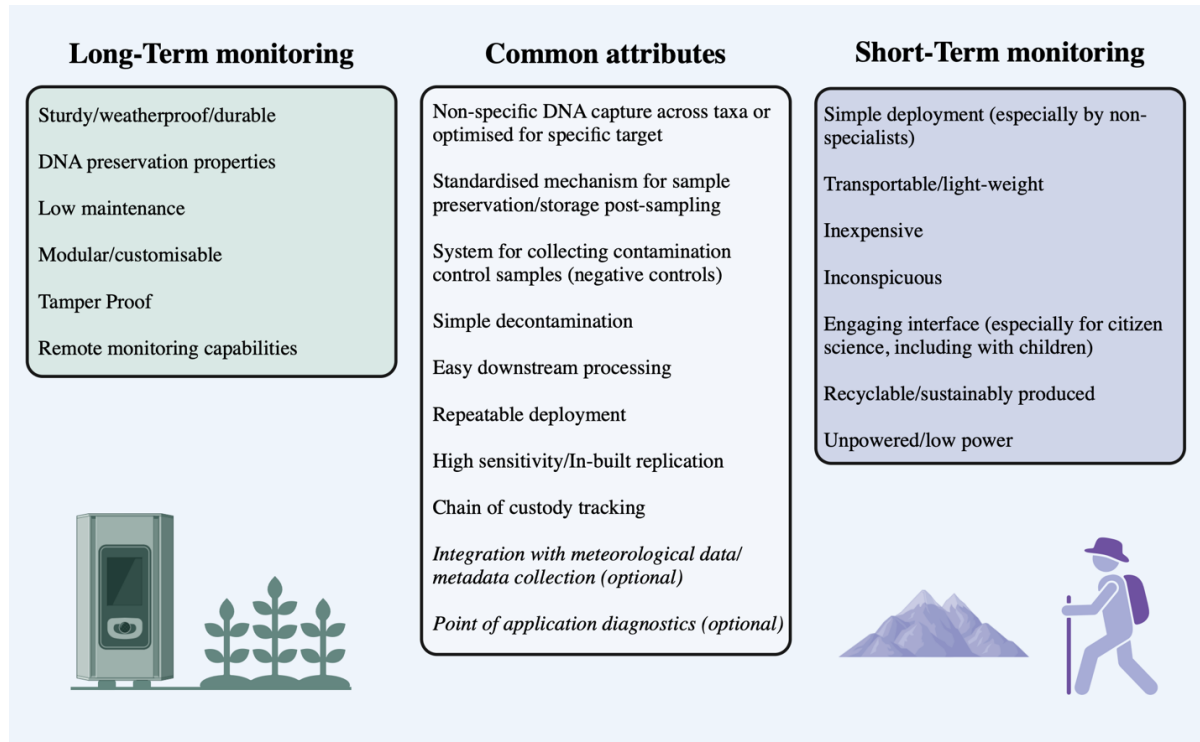 Long-Term monitoring
Sturdy/weatherproof/durable
DNA preservation properties
Low maintenance
Modular/customisable
Tamper Proof
Remote monitoring capabilities
Common attributes
Non-specific DNA capture across taxa or
optimised for specific target
Standardised mechanism for sample
preservation/storage post-sampling
System for collecting contamination
control samples (negative controls)
Simple decontamination
Easy downstream processing
Repeatable deployment
High sensitivity/In-built replication
Chain of custody tracking
Integration with meteorological data/
metadata collection (optional)
Point of application diagnostics (optional)
Short-Term monitoring
Simple deployment (especially by non-
specialists)
Transportable/light-weight
Inexpensive
Inconspicuous
Engaging interface (especially for citizen
science, including with children)
Recyclable/sustainably produced
Unpowered/low power